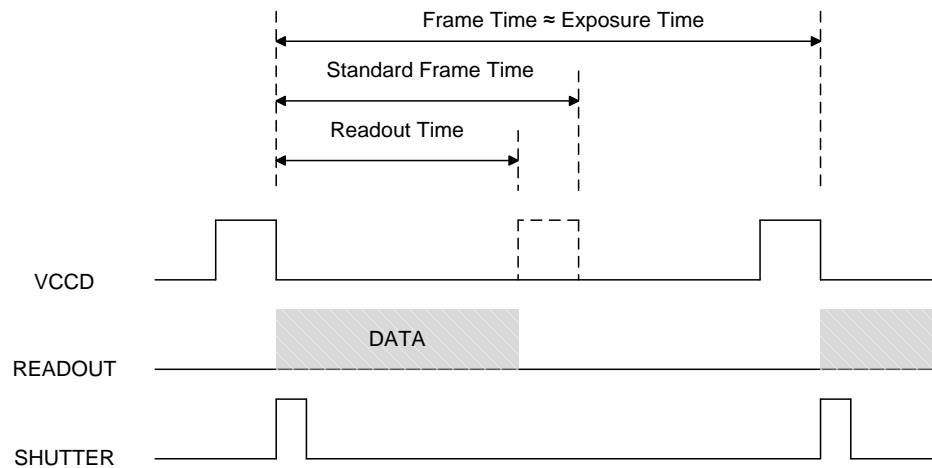 Frame Time ≈ Exposure Time
Standard Frame Time
Readout Time
VCCD
DATA
READOUT
SHUTTER